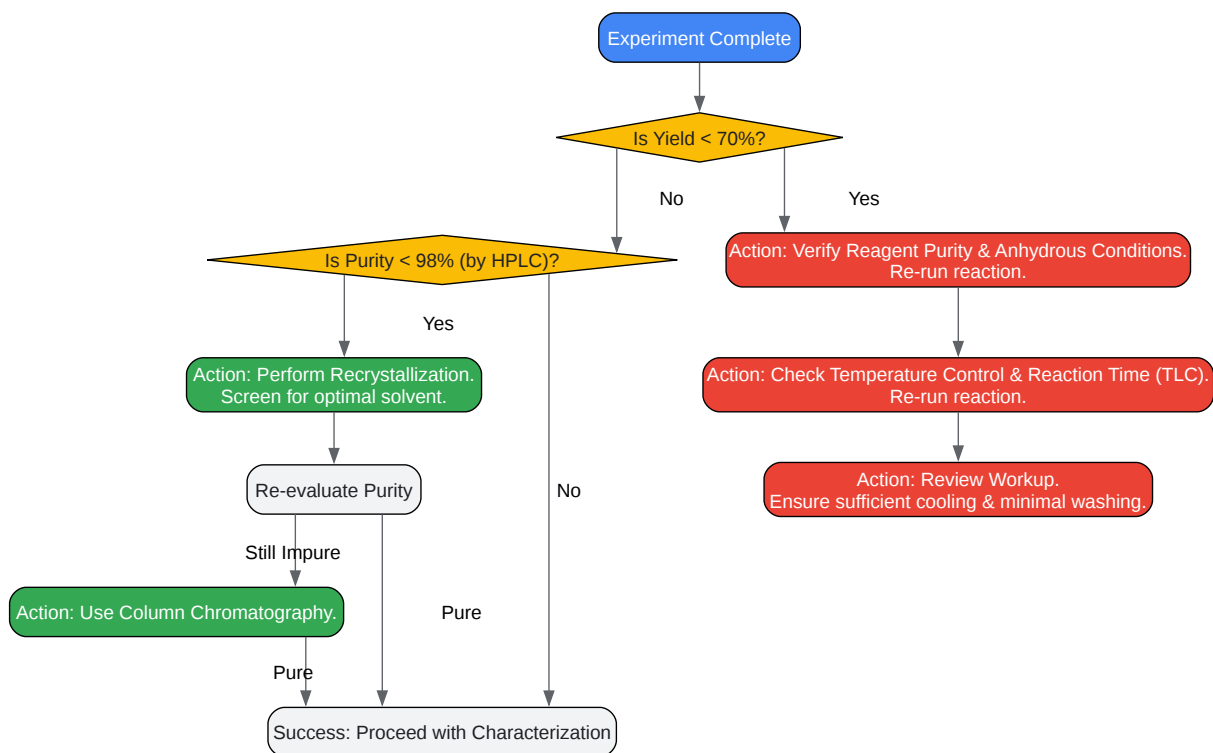 Experiment Complete
Is Yield < 70%?
No
Yes
Is Purity < 98% (by HPLC)?
Action: Verify Reagent Purity & Anhydrous Conditions.
Re-run reaction.
Yes
Action: Perform Recrystallization.
Screen for optimal solvent.
Action: Check Temperature Control & Reaction Time (TLC).
Re-run reaction.
Re-evaluate Purity
No
Action: Review Workup.
Ensure sufficient cooling & minimal washing.
Still Impure
Action: Use Column Chromatography.
Pure
Pure
Success: Proceed with Characterization